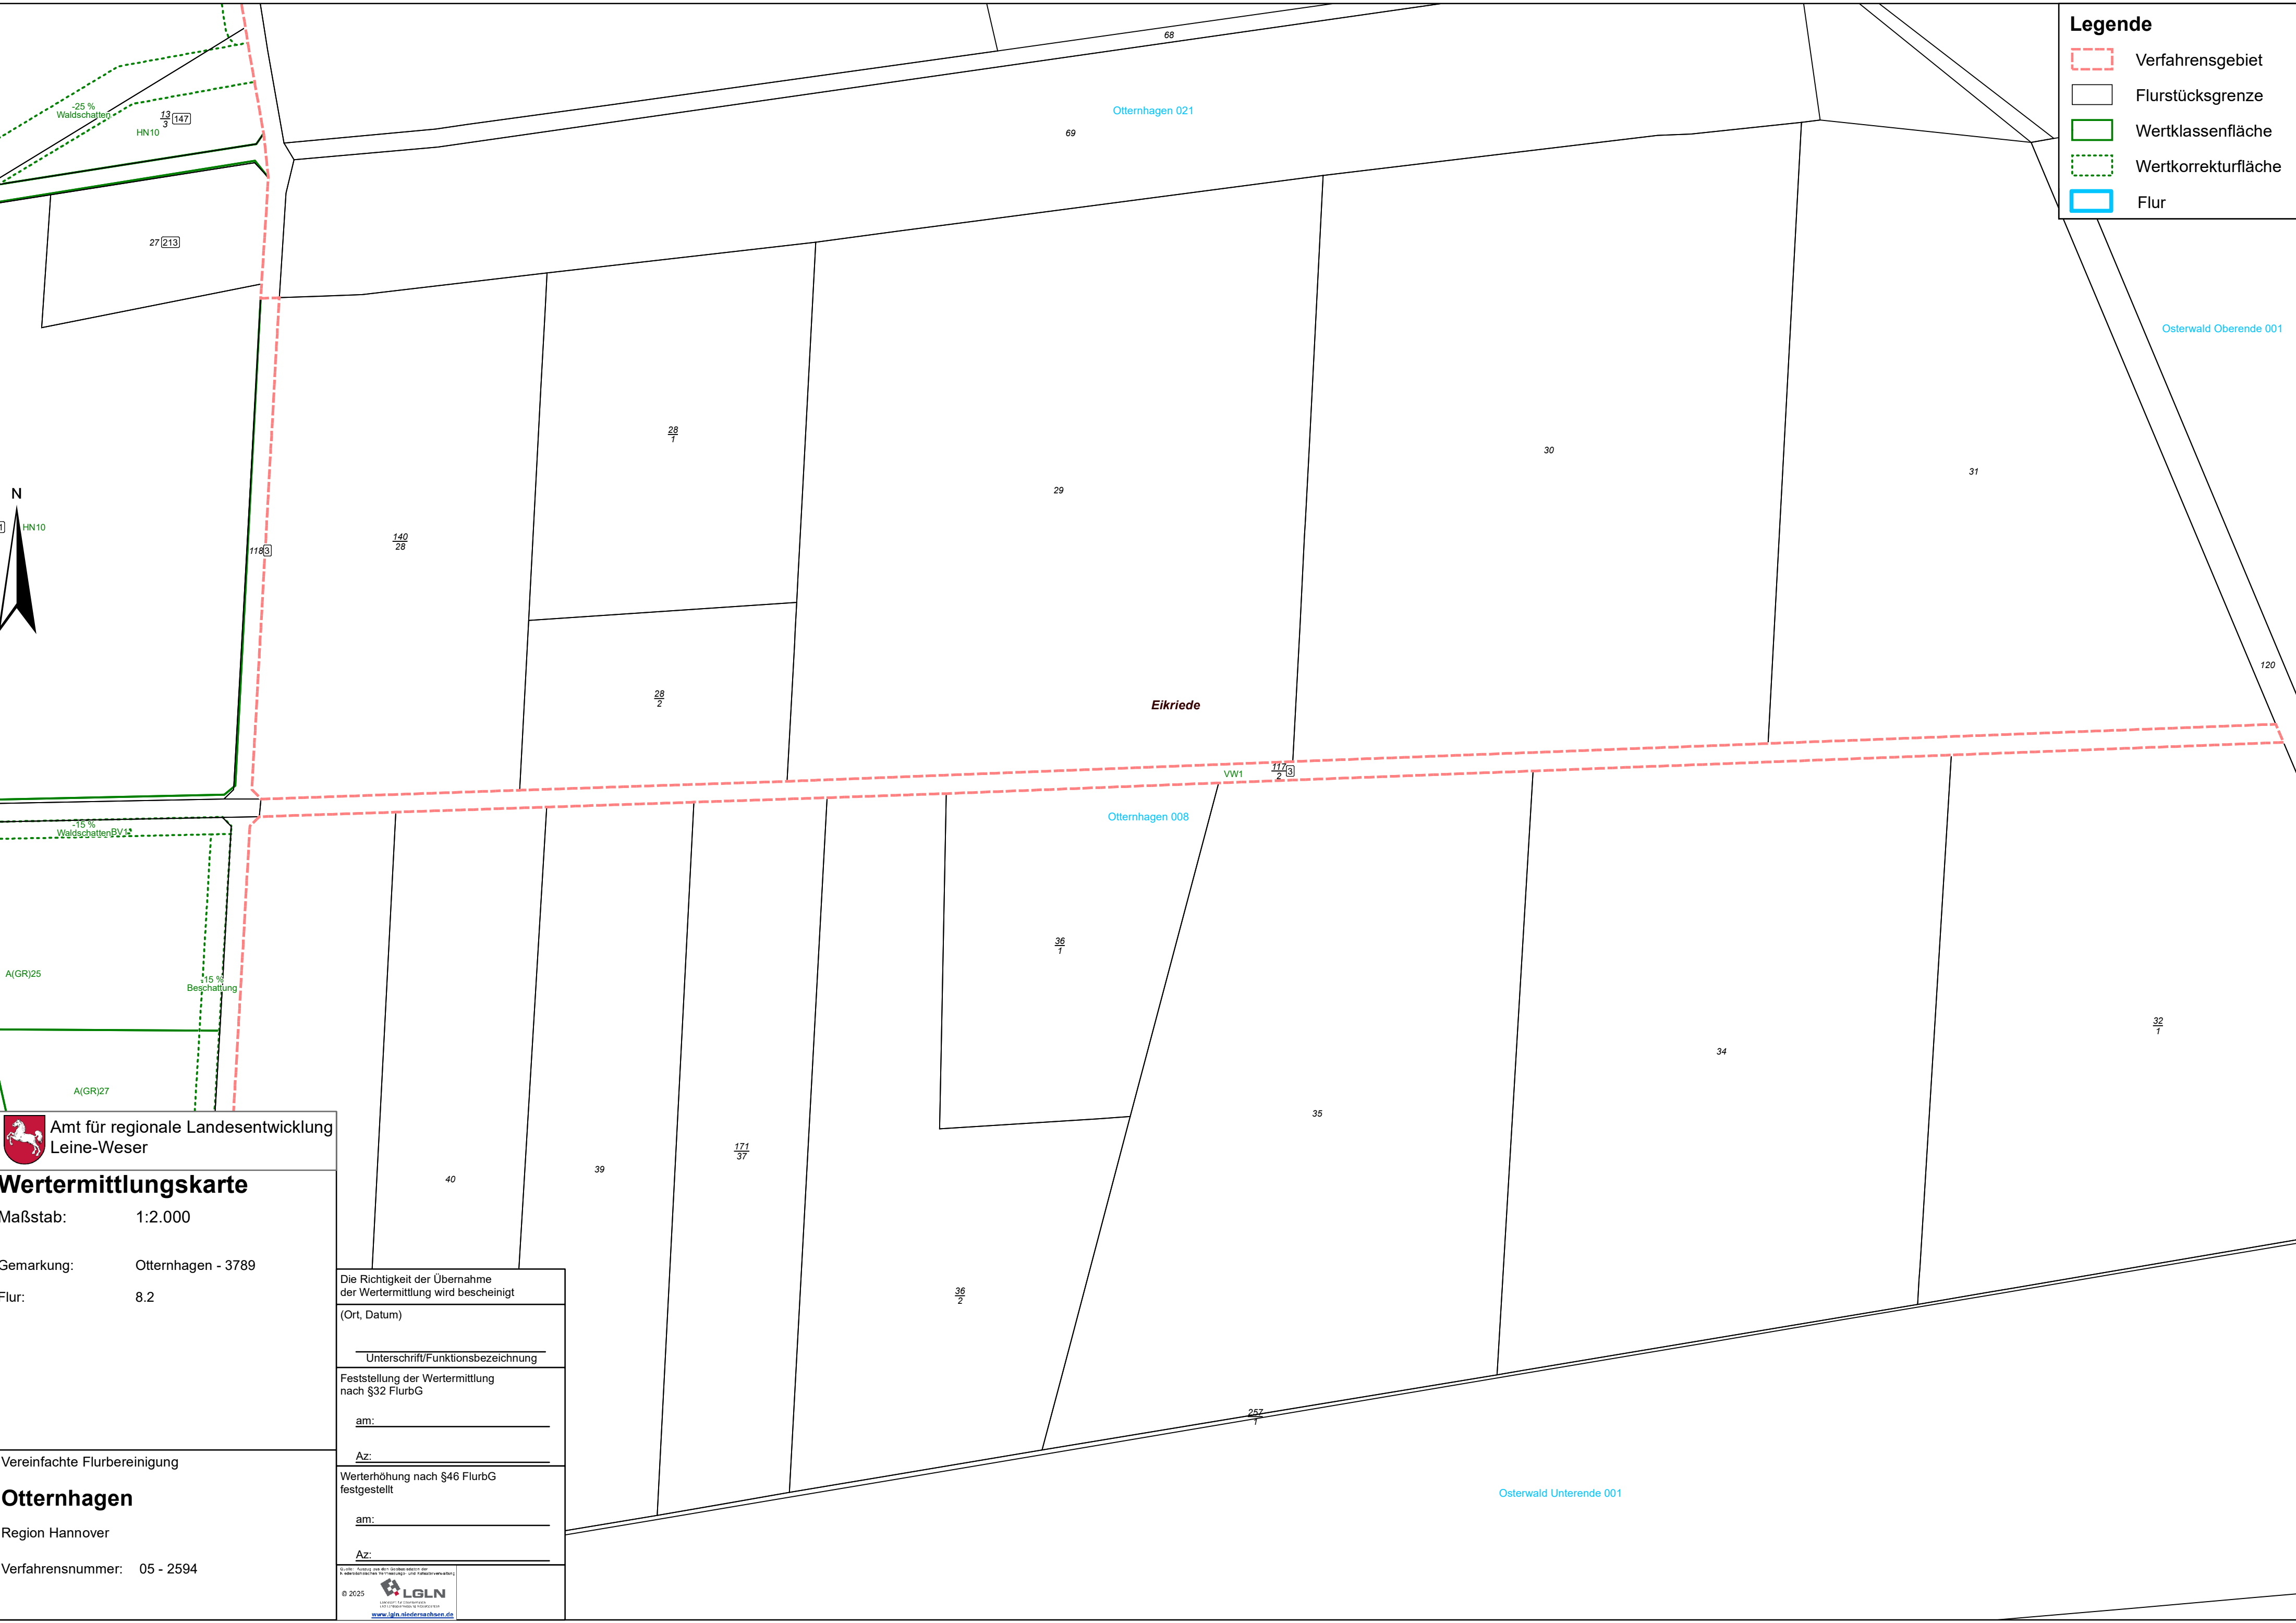 68
Legende
Verfahrensgebiet
Flurstücksgrenze
Wertklassenfläche
Wertkorrekturfläche
Flur
-25 %
Waldschatten
13
3
147
HN10
Otternhagen 021
69
27 213
Osterwald Oberende 001
28
1
30
31
29
N
HN10
118 3
140
28
120
28
2
Eikriede
VW1
117
2
3
Otternhagen 008
-15 %
Waldschatten
36
1
A(GR)25
-15 %
Beschattung
32
1
34
A(GR)27
35
Amt für regionale Landesentwicklung
Leine-Weser
171
37
39
40
Wertermittlungskarte
Maßstab: 1:2.000
Gemarkung: Otternhagen - 3789
Flur: 8.2
36
2
257
1
Osterwald Unterende 001
Die Richtigkeit der Übernahme
der Wertermittlung wird bescheinigt
(Ort, Datum)
Unterschrift/Funktionsbezeichnung
Feststellung der Wertermittlung
nach §32 FlurbG
am:
Az:
Werterhöhung nach §46 FlurbG
festgestellt
am:
Az:
Vereinfachte Flurbereinigung
Otternhagen
Region Hannover
Verfahrensnummer: 05 - 2594
© 2025
LGLN
www.lgln.niedersachsen.de